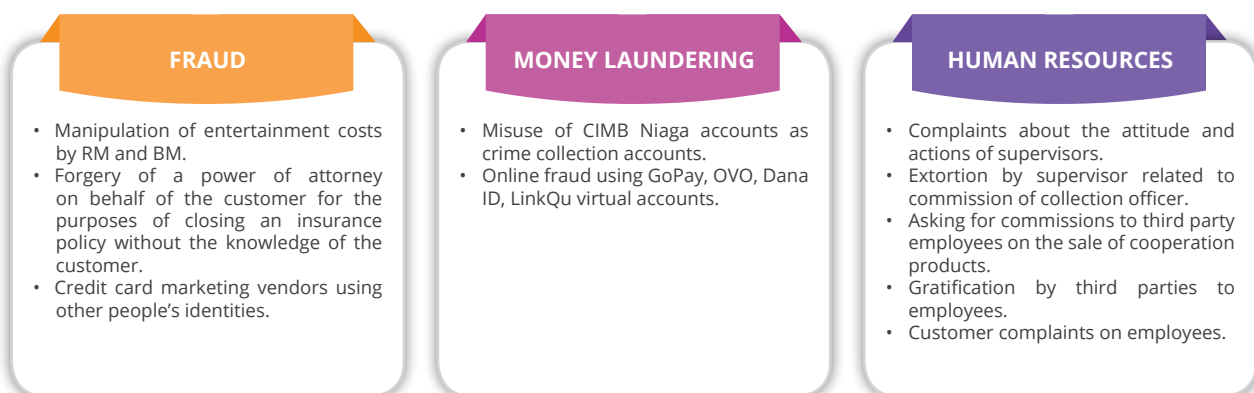 FRAUD
• Manipulation of entertainment costs
by RM and BM.
• Forgery of a power of attorney
on behalf of the customer for the
purposes of closing an insurance
policy without the knowledge of the
customer.
• Credit card marketing vendors using
other people’s identities.
MONEY LAUNDERING
• Misuse of CIMB Niaga accounts as
crime collection accounts.
• Online fraud using GoPay, OVO, Dana
ID, LinkQu virtual accounts.
HUMAN RESOURCES
• Complaints about the attitude and
actions of supervisors.
• Extortion by supervisor related to
commission of collection officer.
• Asking for commissions to third party
employees on the sale of cooperation
products.
• Gratification by third parties to
employees.
• Customer complaints on employees.